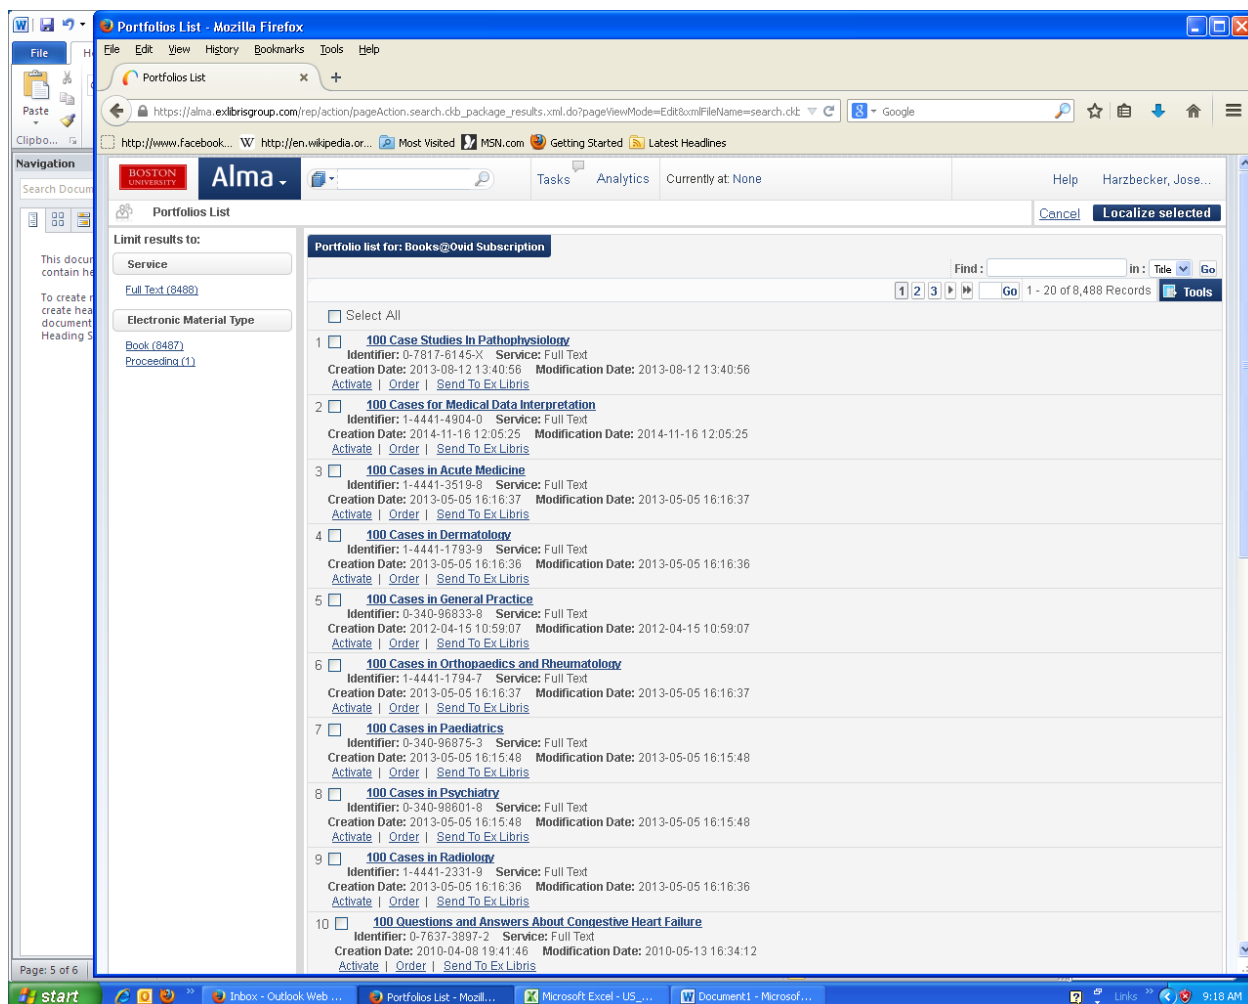 Portfolios List - Mozilla Firefox
File
File Edit View History Bookmarks Tools Help
Portfolios List
Paste
https://alma.exlibrisgroup.com/rep/action/pageAction.search.ckb_package_results.xml.do?pageViewMode=Edit&xmlFileName=search.ckb
Google
Clipbo...
http://www.facebook... http://en.wikipedia.or... Most Visited MSN.com Getting Started Latest Headlines
Navigation
Search Docum
BOSTON UNIVERSITY Alma Tasks Analytics Currently at: None Help Harzbecker, Jose...
Portfolios List Cancel Localize selected
This docur
contain he
To create
create hea
document
Heading S
Limit results to:
Service
Full Text (8488)
Electronic Material Type
Book (8487)
Proceeding (1)
Portfolio list for: Books@Ovid Subscription
Find : in : Title Go
1 2 3 Go 1 - 20 of 8,488 Records Tools
Select All
1 100 Case Studies In Pathophysiology
Identifier: 0-7817-6145-X Service: Full Text
Creation Date: 2013-08-12 13:40:56 Modification Date: 2013-08-12 13:40:56
Activate | Order | Send To Ex Libris
2 100 Cases for Medical Data Interpretation
Identifier: 1-4441-4904-0 Service: Full Text
Creation Date: 2014-11-16 12:05:25 Modification Date: 2014-11-16 12:05:25
Activate | Order | Send To Ex Libris
3 100 Cases in Acute Medicine
Identifier: 1-4441-3519-8 Service: Full Text
Creation Date: 2013-05-05 16:16:37 Modification Date: 2013-05-05 16:16:37
Activate | Order | Send To Ex Libris
4 100 Cases in Dermatology
Identifier: 1-4441-1793-9 Service: Full Text
Creation Date: 2013-05-05 16:16:36 Modification Date: 2013-05-05 16:16:36
Activate | Order | Send To Ex Libris
5 100 Cases in General Practice
Identifier: 0-340-96833-8 Service: Full Text
Creation Date: 2012-04-15 10:59:07 Modification Date: 2012-04-15 10:59:07
Activate | Order | Send To Ex Libris
6 100 Cases in Orthopaedics and Rheumatology
Identifier: 1-4441-1794-7 Service: Full Text
Creation Date: 2013-05-05 16:16:37 Modification Date: 2013-05-05 16:16:37
Activate | Order | Send To Ex Libris
7 100 Cases in Paediatrics
Identifier: 0-340-96875-3 Service: Full Text
Creation Date: 2013-05-05 16:15:48 Modification Date: 2013-05-05 16:15:48
Activate | Order | Send To Ex Libris
8 100 Cases in Psychiatry
Identifier: 0-340-98601-8 Service: Full Text
Creation Date: 2013-05-05 16:15:48 Modification Date: 2013-05-05 16:15:48
Activate | Order | Send To Ex Libris
9 100 Cases in Radiology
Identifier: 1-4441-2331-9 Service: Full Text
Creation Date: 2013-05-05 16:16:36 Modification Date: 2013-05-05 16:16:36
Activate | Order | Send To Ex Libris
10 100 Questions and Answers About Congestive Heart Failure
Identifier: 0-7637-3897-2 Service: Full Text
Creation Date: 2010-04-08 19:41:46 Modification Date: 2010-05-13 16:34:12
Activate | Order | Send To Ex Libris
Page: 5 of 6
start Inbox - Outlook Web ... Portfolios List - Mozill... Microsoft Excel - US_... Document1 - Microsof... Links 9:18 AM